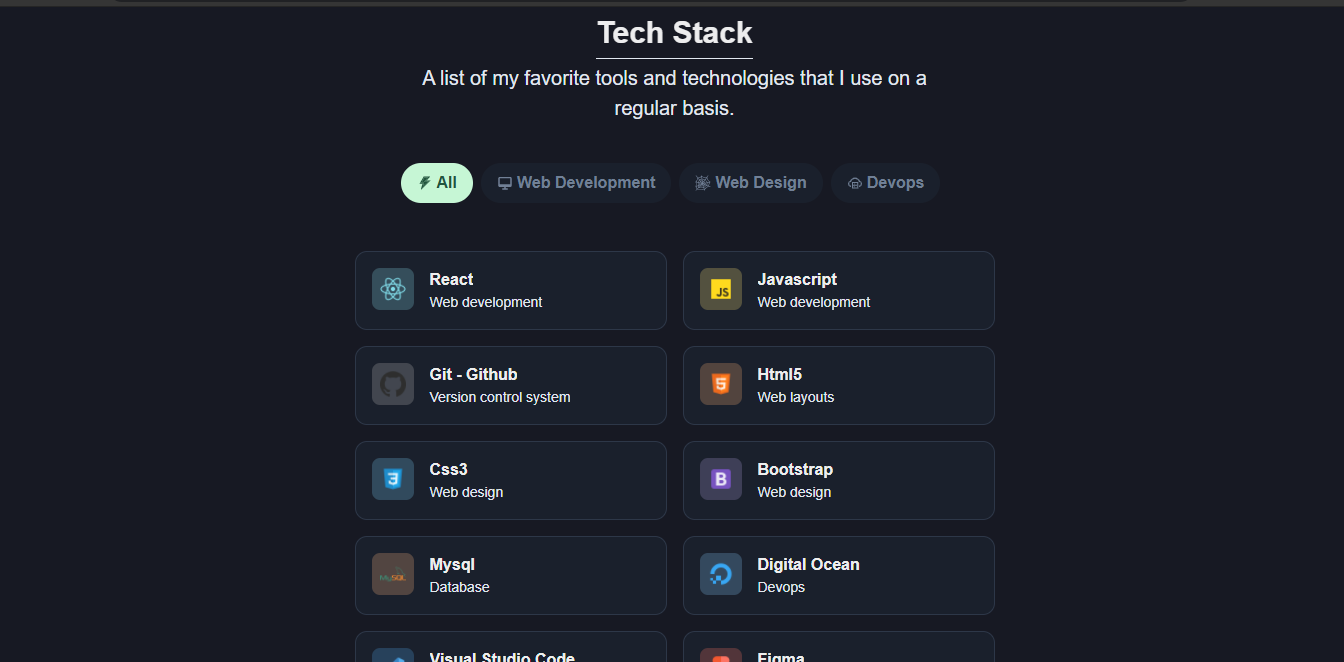 Tech Stack
A list of my favorite tools and technologies that I use on a
regular basis.
All
Web Development
Web Design
Devops
React
Web development
JS
Javascript
Web development
Git - Github
Version control system
5
Html5
Web layouts
3
Css3
Web design
B
Bootstrap
Web design
MySQL
Mysql
Database
Digital Ocean
Devops
Visual Studio Code
Figma